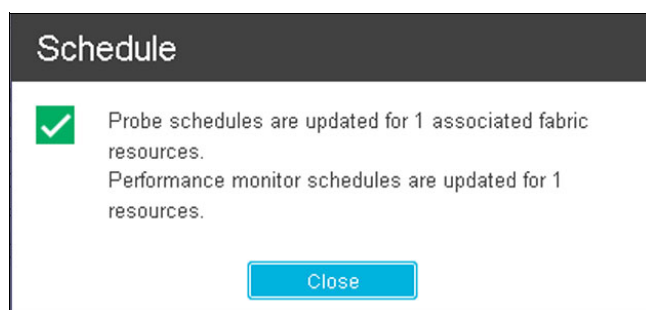 Schedule
Probe schedules are updated for 1 associated fabric
resources.
Performance monitor schedules are updated for 1
resources.
Close